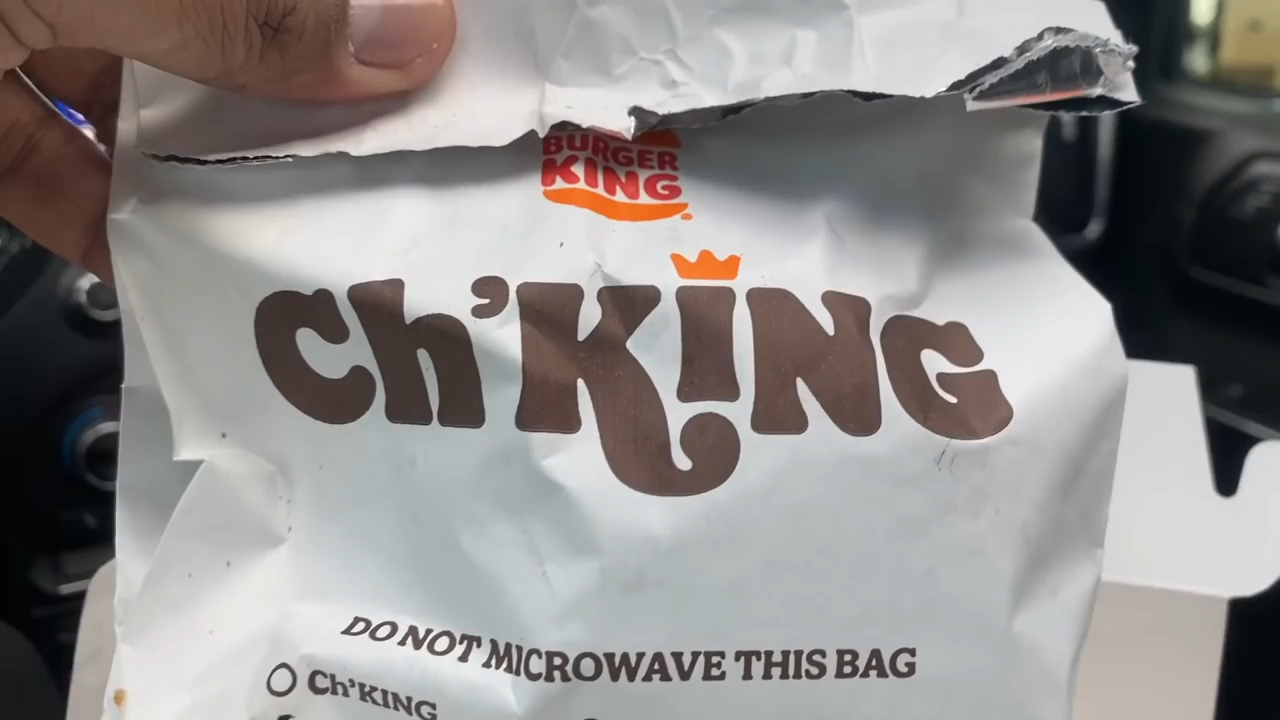 BURGER
KING
Ch'KING
DO NOT MICROWAVE THIS BAG
Ch'KING